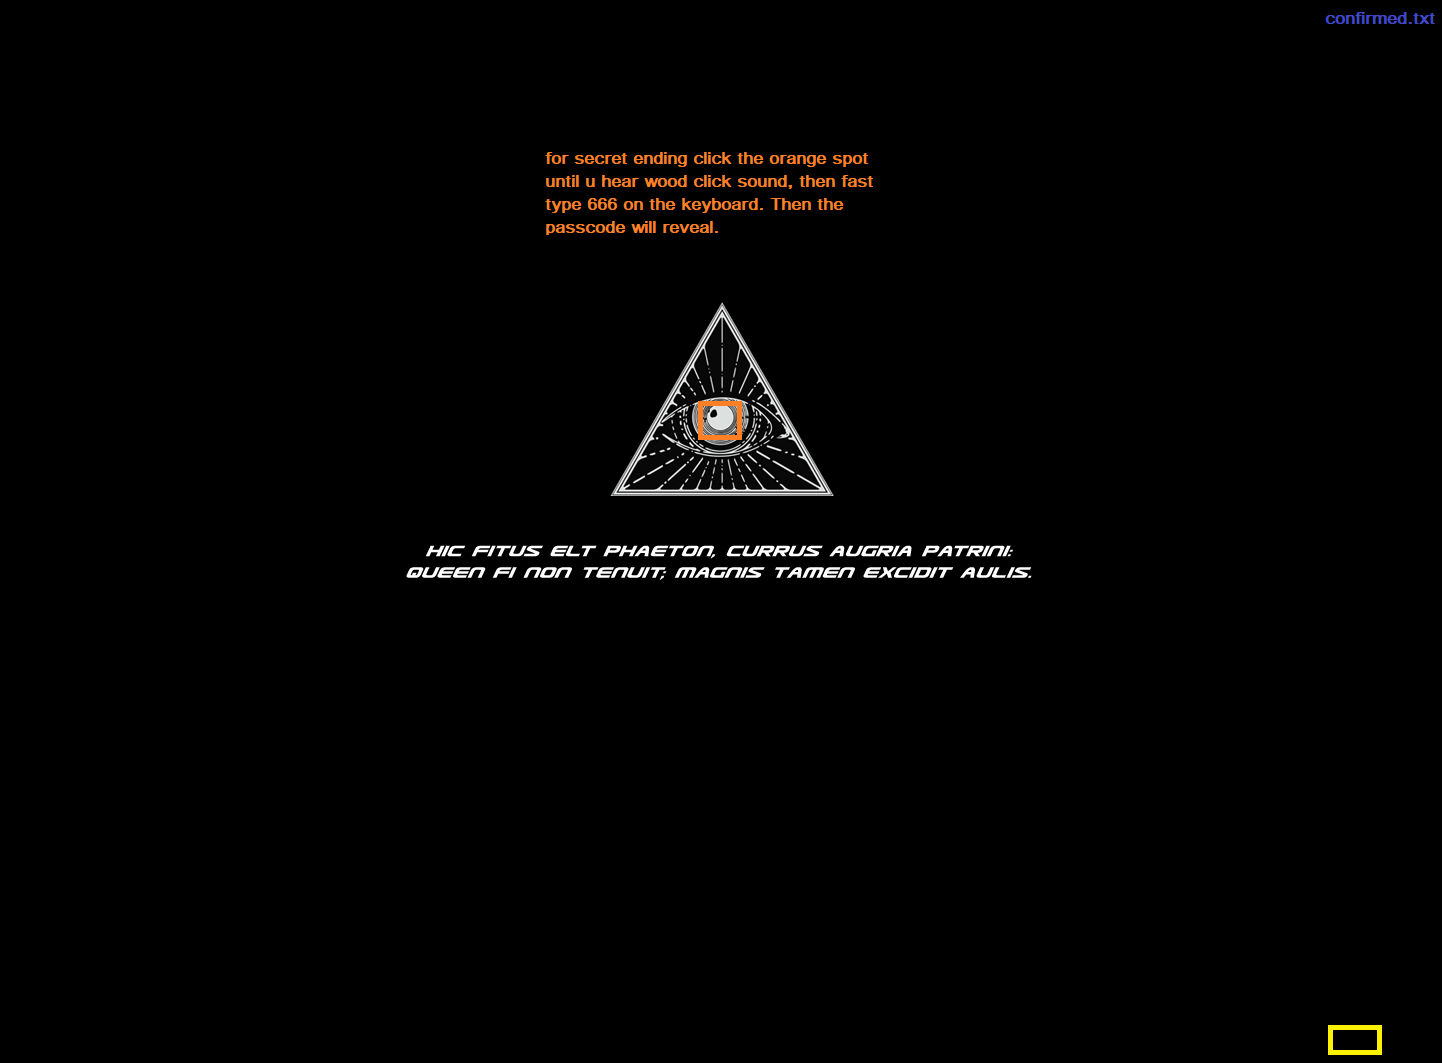 confirmed.txt
for secret ending click the orange spot
until u hear wood click sound, then fast
type 666 on the keyboard. Then the
passcode will reveal.
HIC FITUS ELT PHAETON, CURRUS AUGRIA PATRINI:
QUEEN FI NON TENUIT; MAGNIS TAMEN EXCIDIT AULIS.